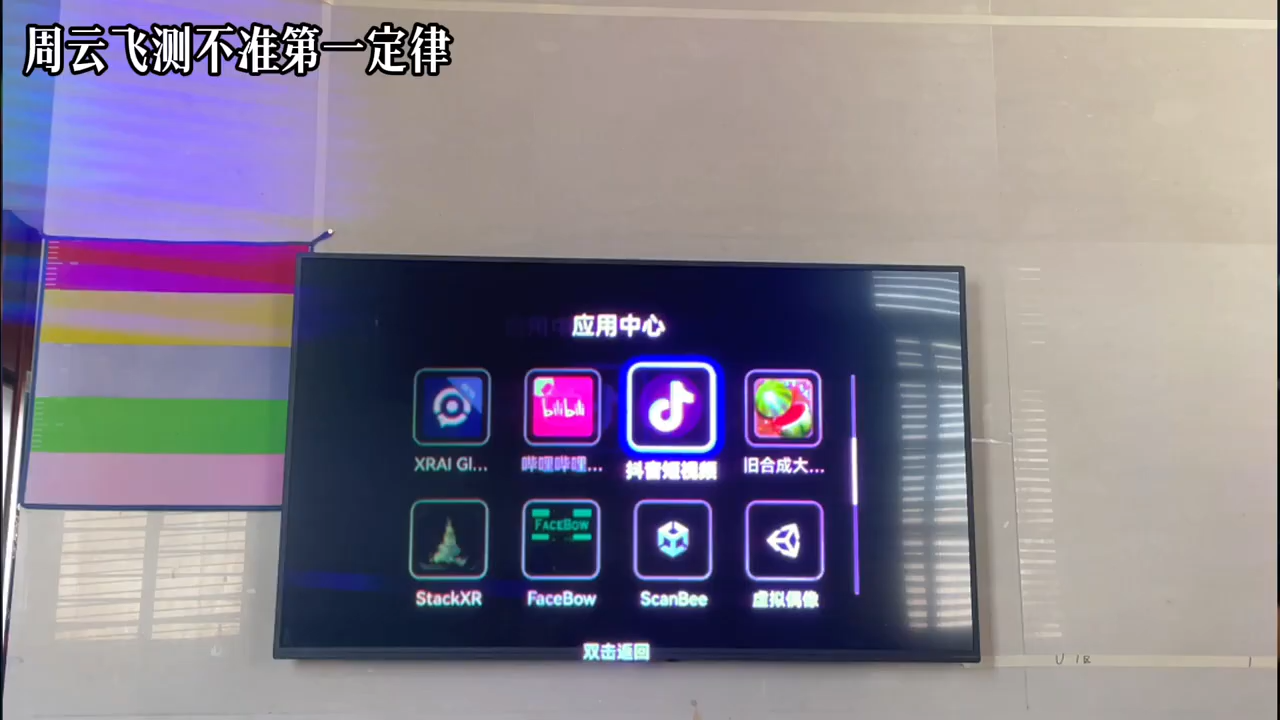 周云飞测不准第一定律
应用中心
bilibili
XRAI Gl...
哔哩哔哩...
抖音短视频
旧合成大...
FACEBOW
StackXR
FaceBow
ScanBee
虚拟偶像
双击返回